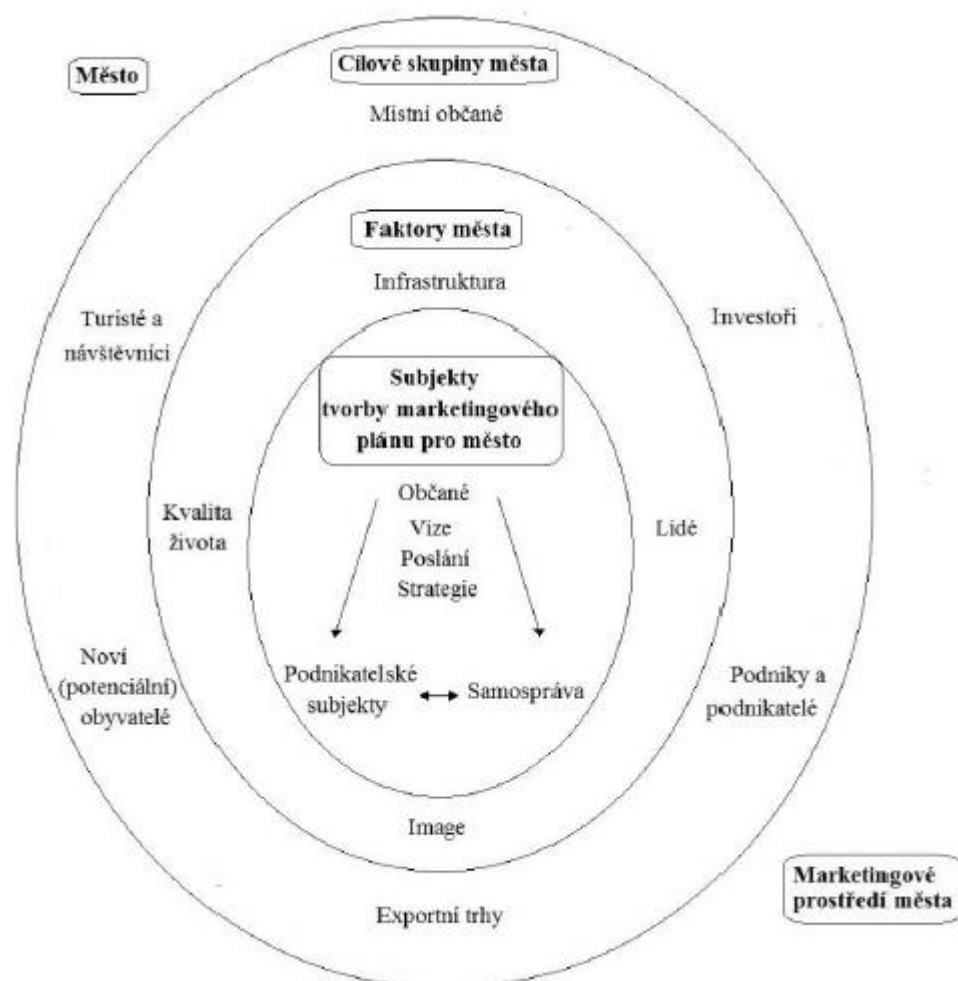 Město
Cílové skupiny města
Místní občané
Faktory města
Infrastruktura
Turisté a
návštěvníci
Investoři
Subjekty
tvorby marketingového
plánu pro město
Občané
Vize
Poslání
Strategie
Kvalita
života
Lidé
Podnikatelské
subjekty
Samospráva
Noví
(potenciální)
obyvatelé
Podniky a
podnikatelé
Image
Exportní trhy
Marketingové
prostředí města